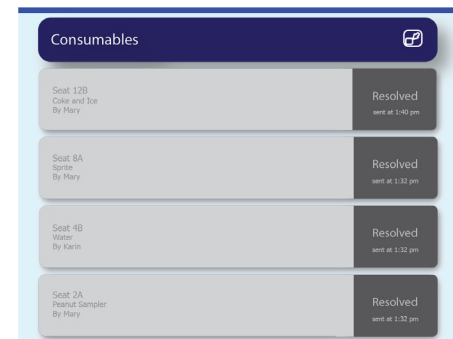 Consumables
Seat 12B
Coke and Ice
By Mary
Resolved
sent at 1:40 pm
Seat 8A
Sprite
By Mary
Resolved
sent at 1:32 pm
Seat 4B
Water
By Karin
Resolved
sent at 1:32 pm
Seat 2A
Peanut Sampler
By Mary
Resolved
sent at 1:32 pm